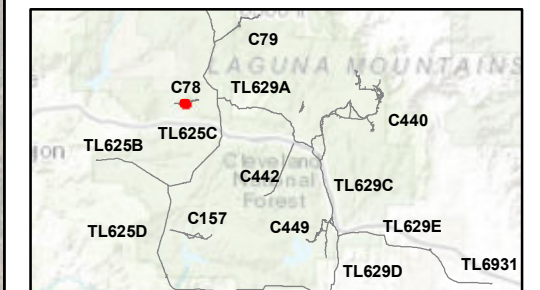 C79
LAGUNA MOUNTAINS
C78
TL629A
C440
TL625C
TL625B
Cleveland
National
Forest
C442
TL629C
C157
C449
TL629E
TL625D
TL6931
TL629D